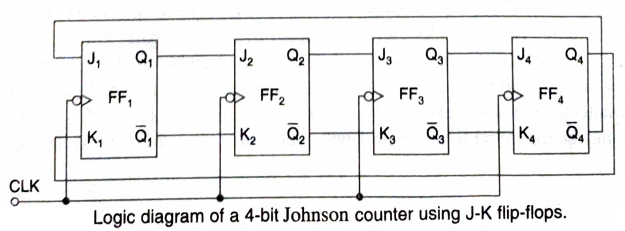 J₁ Q₁ J₂ Q₂ J₃ Q₃ J₄ Q₄
FF₁ FF₂ FF₃ FF₄
K₁ Q̅₁ K₂ Q̅₂ K₃ Q̅₃ K₄ Q̅₄
CLK
Logic diagram of a 4-bit Johnson counter using J-K flip-flops.